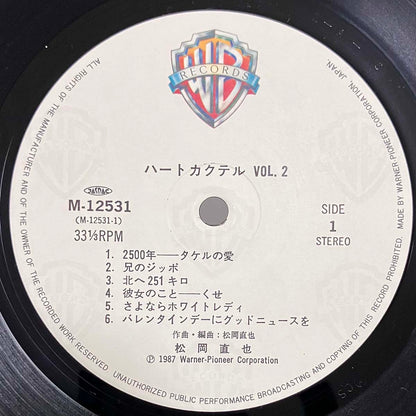 WB
RECORDS
ハートカクテル VOL.2
JASRAC
M-12531
(M-12531-1)
33⅓RPM
SIDE
1
STEREO
1. 2500年――タケルの愛
2. 兄のジッポ
3. 北へ251キロ
4. 彼女のこと――くせ
5. さよならホワイトレディ
6. バレンタインデーにグッドニュースを
作曲・編曲：松岡直也
松岡直也
Ⓟ 1987 Warner-Pioneer Corporation
ALL RIGHTS OF THE MANUFACTURER AND OF THE OWNER OF THE RECORDED WORK RESERVED. UNAUTHORIZED PUBLIC PERFORMANCE BROADCASTING AND COPYING OF THIS RECORD PROHIBITED. MADE BY WARNER-PIONEER CORPORATION, JAPAN.